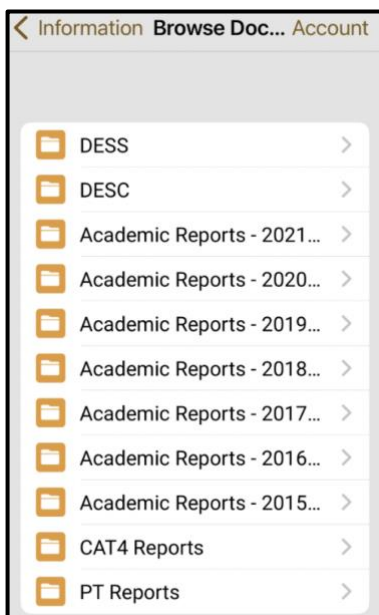 Information Browse Doc... Account
DESS
DESC
Academic Reports - 2021...
Academic Reports - 2020...
Academic Reports - 2019...
Academic Reports - 2018...
Academic Reports - 2017...
Academic Reports - 2016...
Academic Reports - 2015...
CAT4 Reports
PT Reports